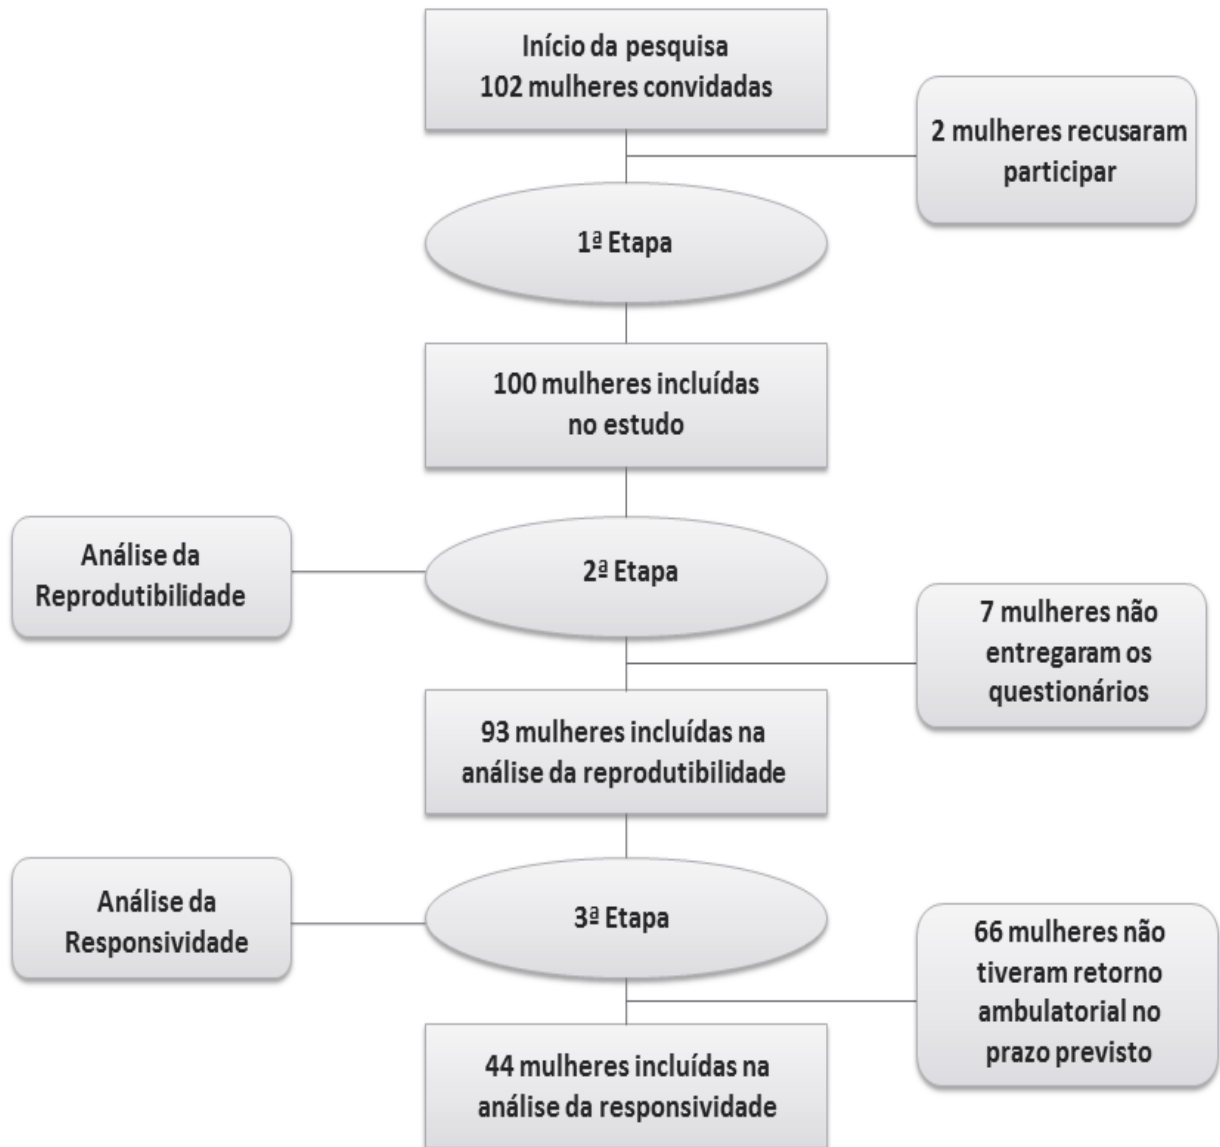 Início da pesquisa
102 mulheres convidadas
2 mulheres recusaram
participar
1ª Etapa
100 mulheres incluídas
no estudo
Análise da
Reprodutibilidade
2ª Etapa
7 mulheres não
entregaram os
questionários
93 mulheres incluídas na
análise da reprodutibilidade
Análise da
Responsividade
3ª Etapa
66 mulheres não
tiveram retorno
ambulatorial no
prazo previsto
44 mulheres incluídas na
análise da responsividade